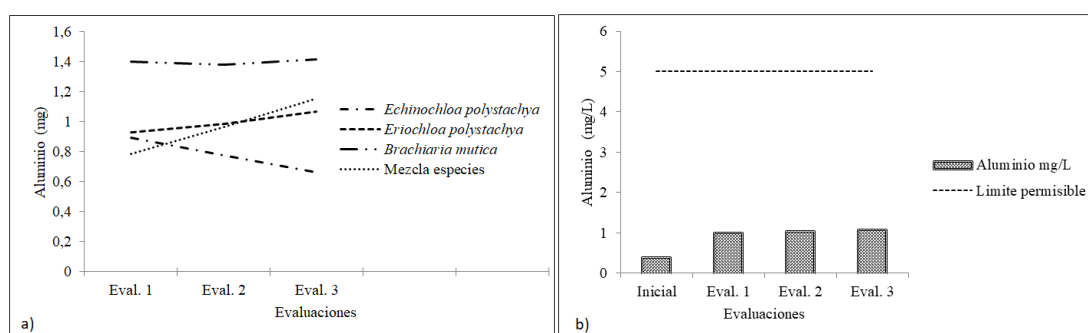 1,6
1,4
1,2
1
0,8
0,6
0,4
0,2
0
Aluminio (mg)
Eval. 1 Eval. 2 Eval. 3
Evaluaciones
Echinochloa polystachya
Eriochloa polystachya
Brachiaria mutica
Mezcla especies
a)
6
5
4
3
2
1
0
Aluminio (mg/L)
Inicial Eval. 1 Eval. 2 Eval. 3
Evaluaciones
Aluminio mg/L
Limite permisible
b)